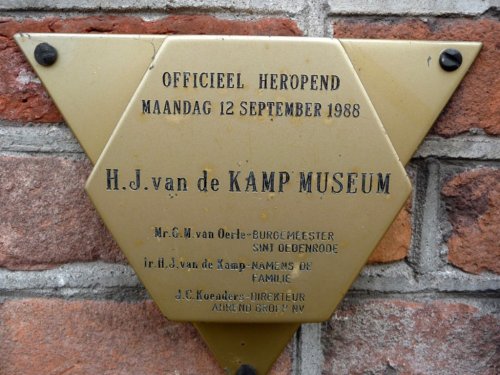 OFFICIEEL HEROPEND
MAANDAG 12 SEPTEMBER 1988
H.J. van de KAMP MUSEUM
Mr. G.M. van Oerle-BURGEMEESTER
SINT OEDENRODE
Ir. H.J. van de Kamp-NAMENS DE
FAMILIE
J.C. Koenders-DIREKTEUR
AHREND GROEP NV